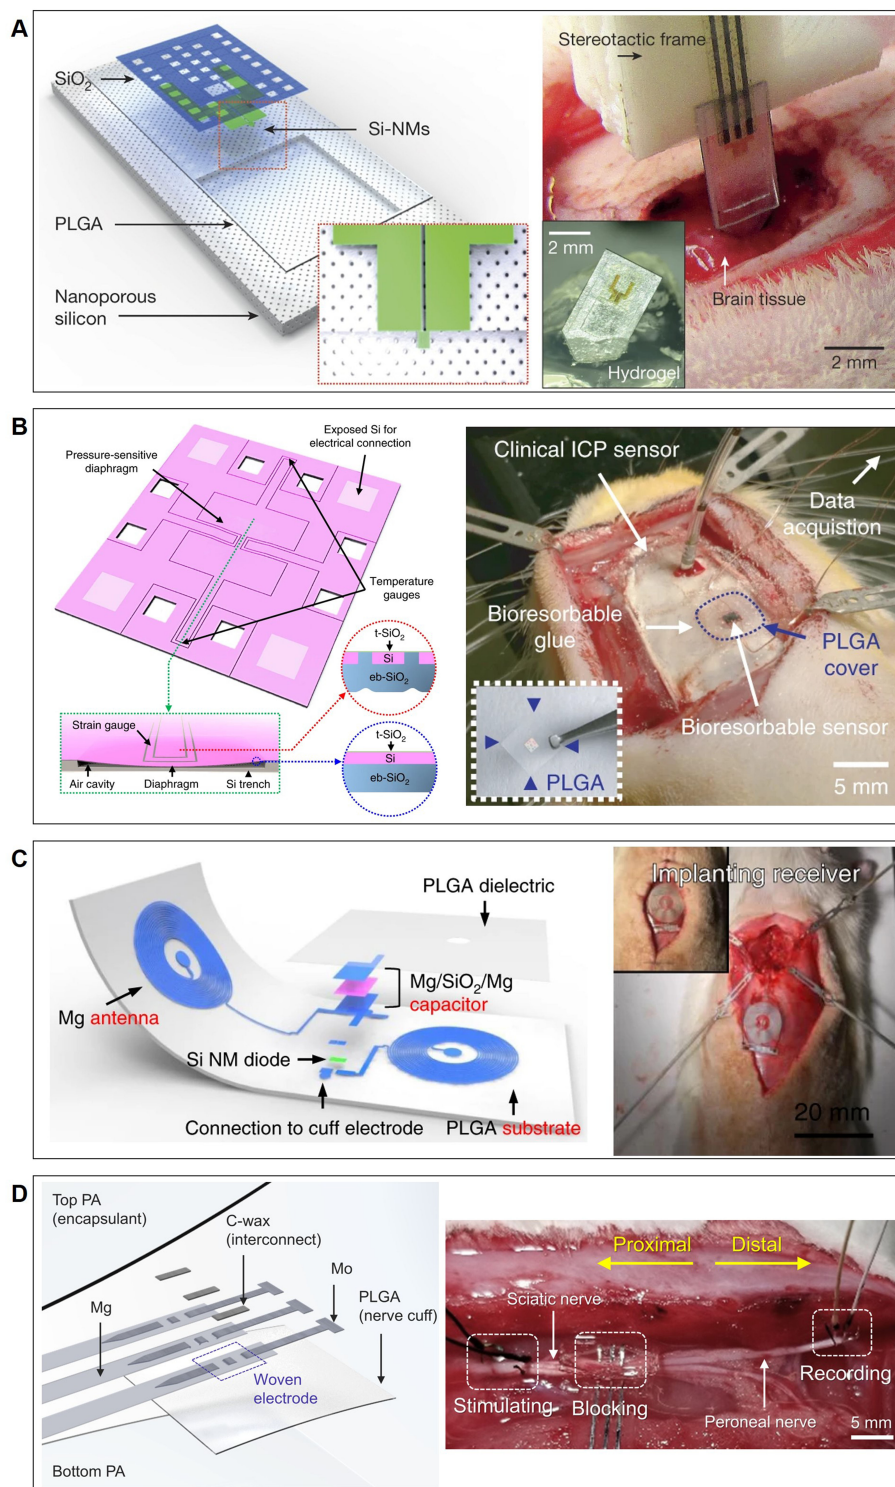 A
SiO2
Si-NMs
PLGA
Nanoporous
silicon
Stereotactic frame
2 mm
Hydrogel
Brain tissue
2 mm
B
Pressure-sensitive
diaphragm
Exposed Si for
electrical connection
Temperature
gauges
t-SiO2
Si
eb-SiO2
Strain gauge
Air cavity
Diaphragm
Si trench
t-SiO2
Si
eb-SiO2
Clinical ICP sensor
Data
acquistion
Bioresorbable
glue
PLGA
cover
Bioresorbable sensor
PLGA
5 mm
C
PLGA dielectric
Mg/SiO2/Mg
capacitor
Mg antenna
Si NM diode
Connection to cuff electrode
PLGA substrate
Implanting receiver
20 mm
D
Top PA
(encapsulant)
C-wax
(interconnect)
Mo
Mg
PLGA
(nerve cuff)
Woven
electrode
Bottom PA
Proximal
Distal
Sciatic nerve
Recording
Stimulating
Blocking
Peroneal nerve
5 mm